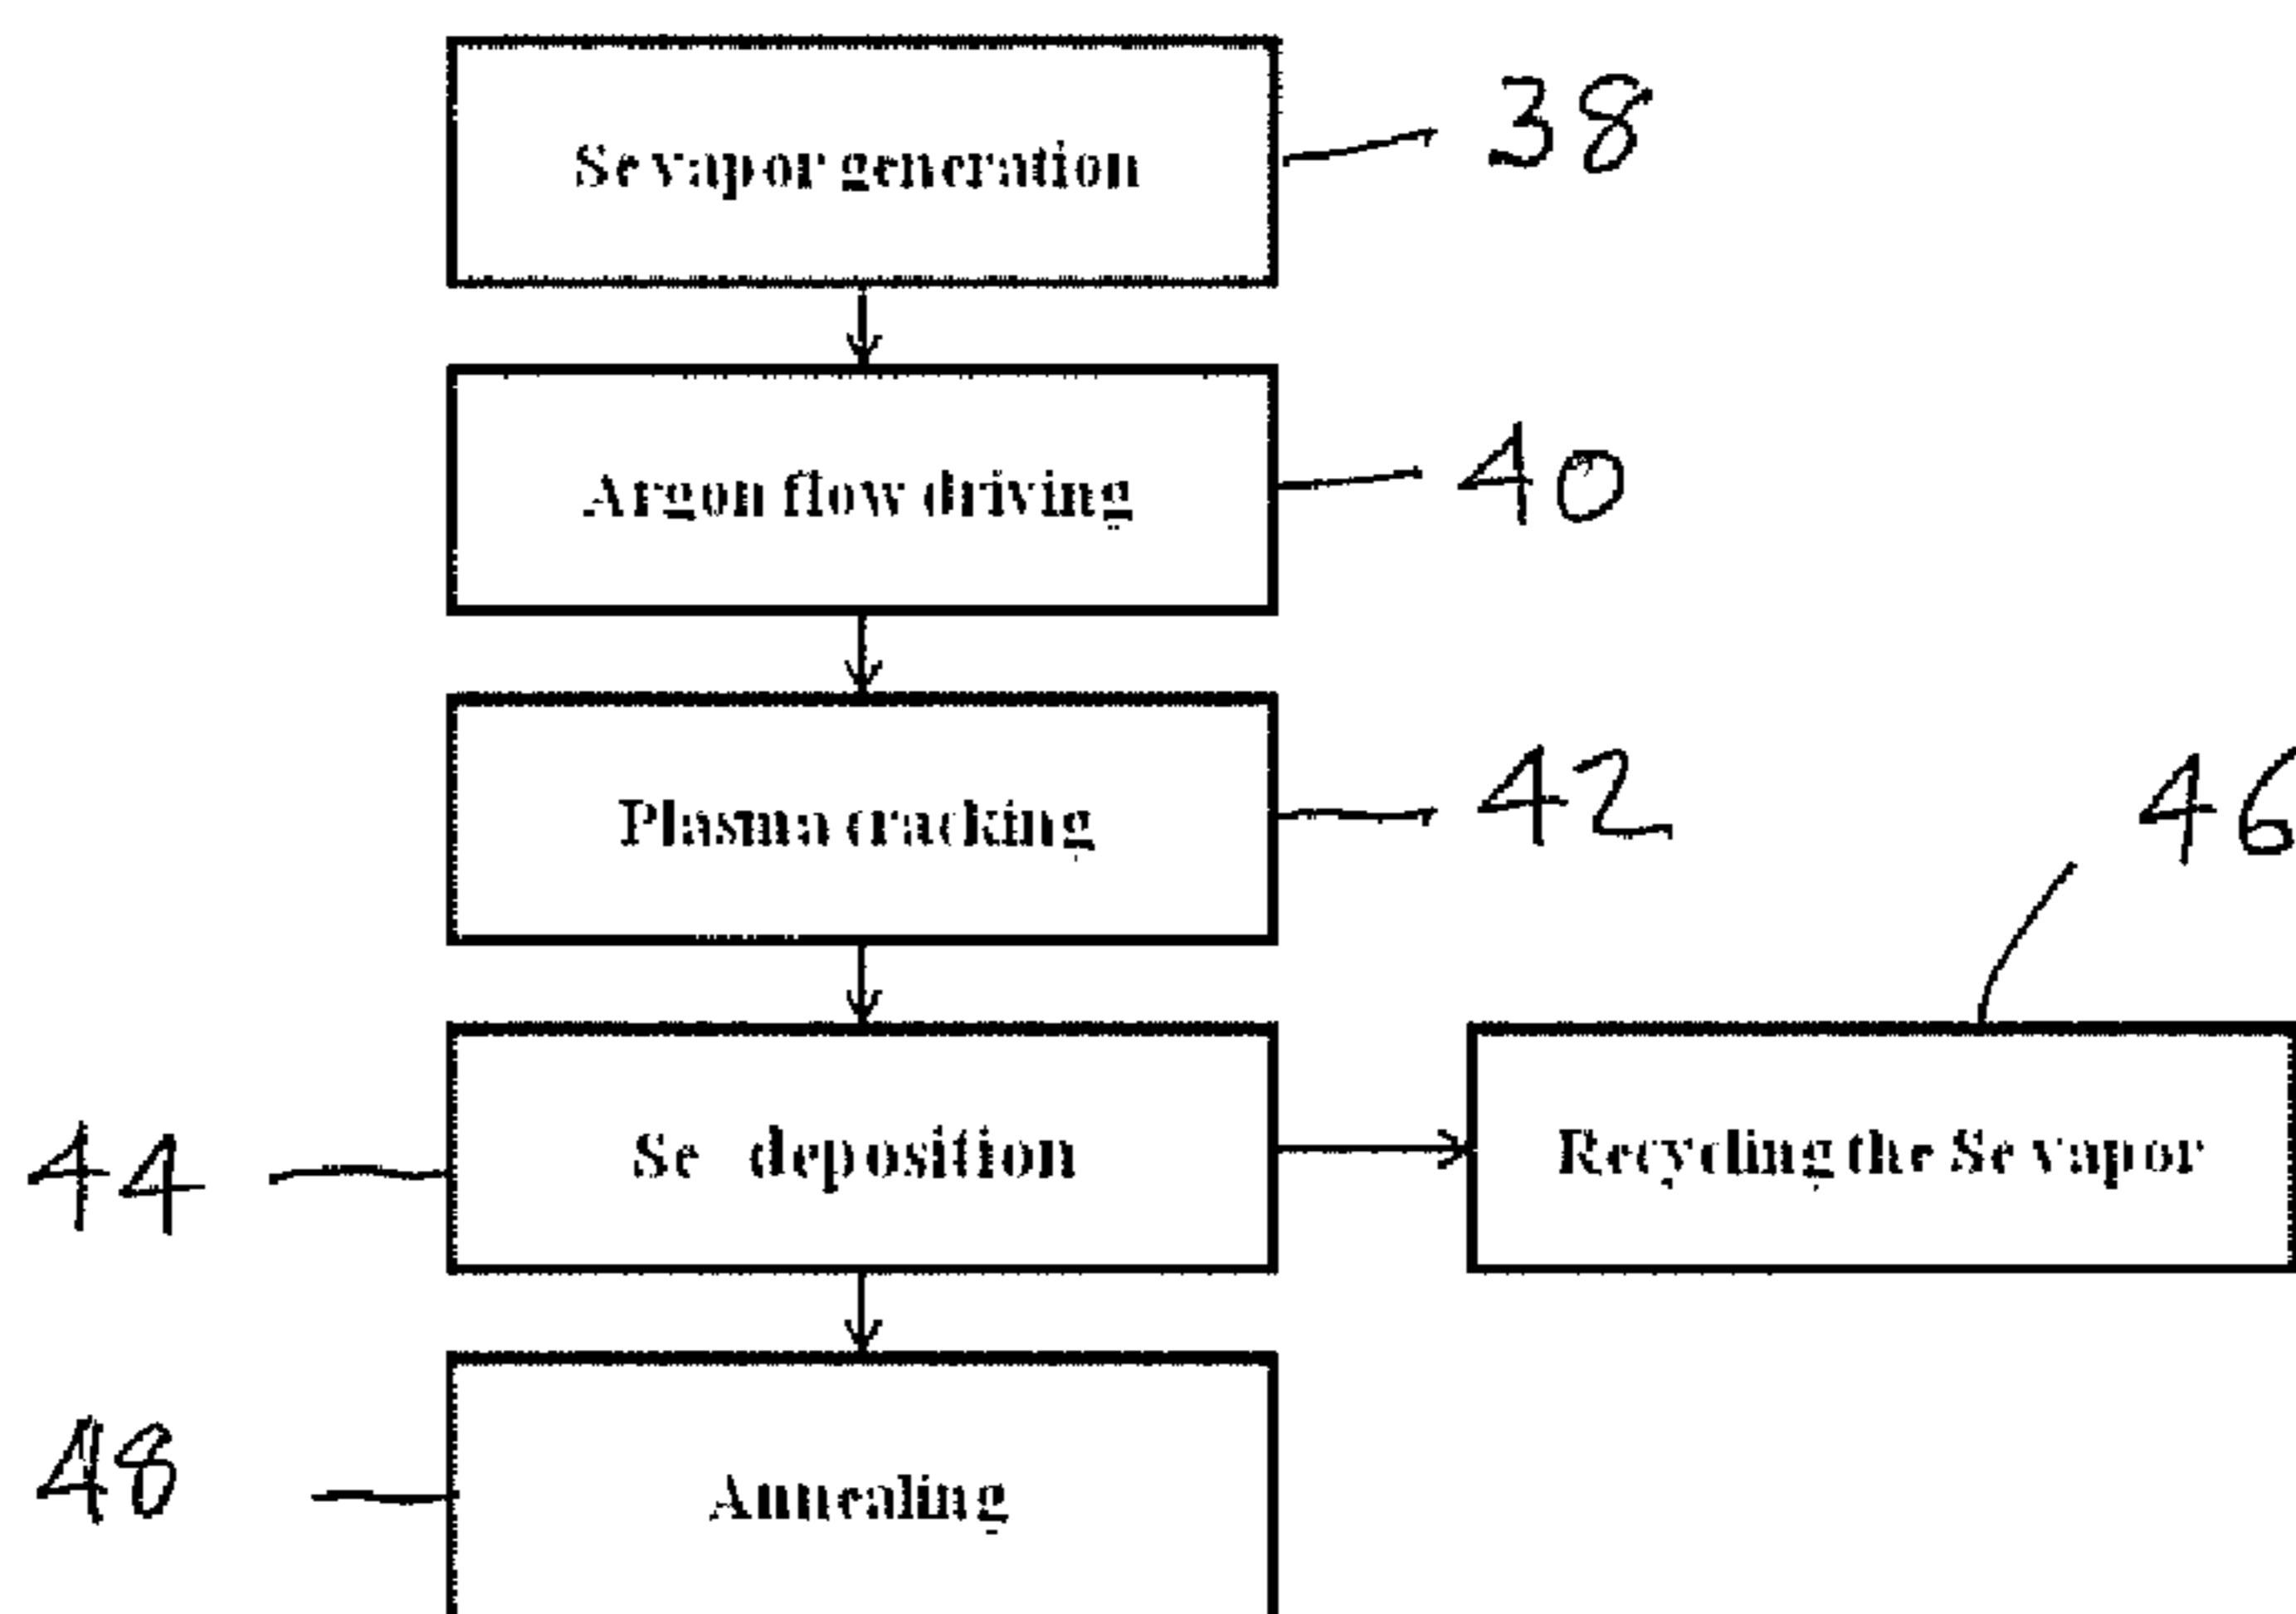 Se vapor generation
38
Argon flow driving
40
Plasma cracking
42
46
44
Se deposition
Recycling the Se vapor
48
Annealing